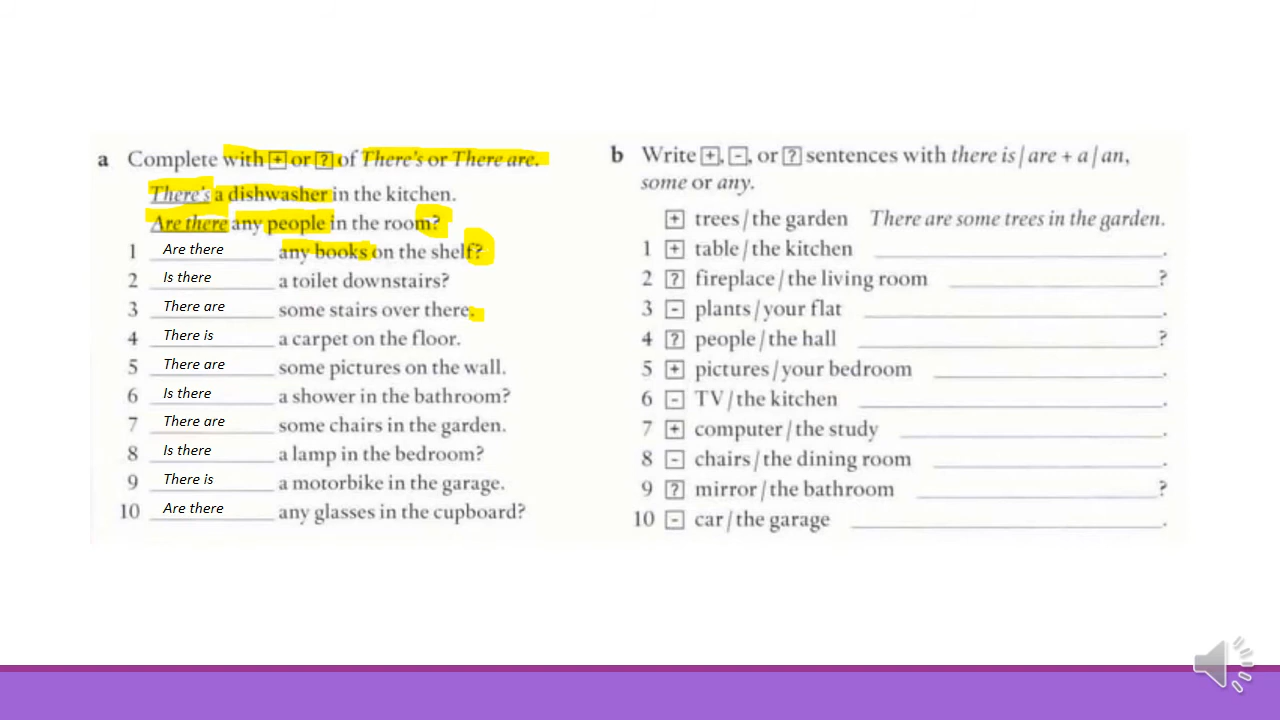 a Complete with + or ? of There's or There are.
There's a dishwasher in the kitchen.
Are there any people in the room?
1 Are there any books on the shelf?
2 Is there a toilet downstairs?
3 There are some stairs over there.
4 There is a carpet on the floor.
5 There are some pictures on the wall.
6 Is there a shower in the bathroom?
7 There are some chairs in the garden.
8 Is there a lamp in the bedroom?
9 There is a motorbike in the garage.
10 Are there any glasses in the cupboard?
b Write +, -, or ? sentences with there is / are + a / an,
some or any.
+ trees / the garden There are some trees in the garden.
1 + table / the kitchen .
2 ? fireplace / the living room ?
3 - plants / your flat .
4 ? people / the hall ?
5 + pictures / your bedroom .
6 - TV / the kitchen .
7 + computer / the study .
8 - chairs / the dining room .
9 ? mirror / the bathroom ?
10 - car / the garage .